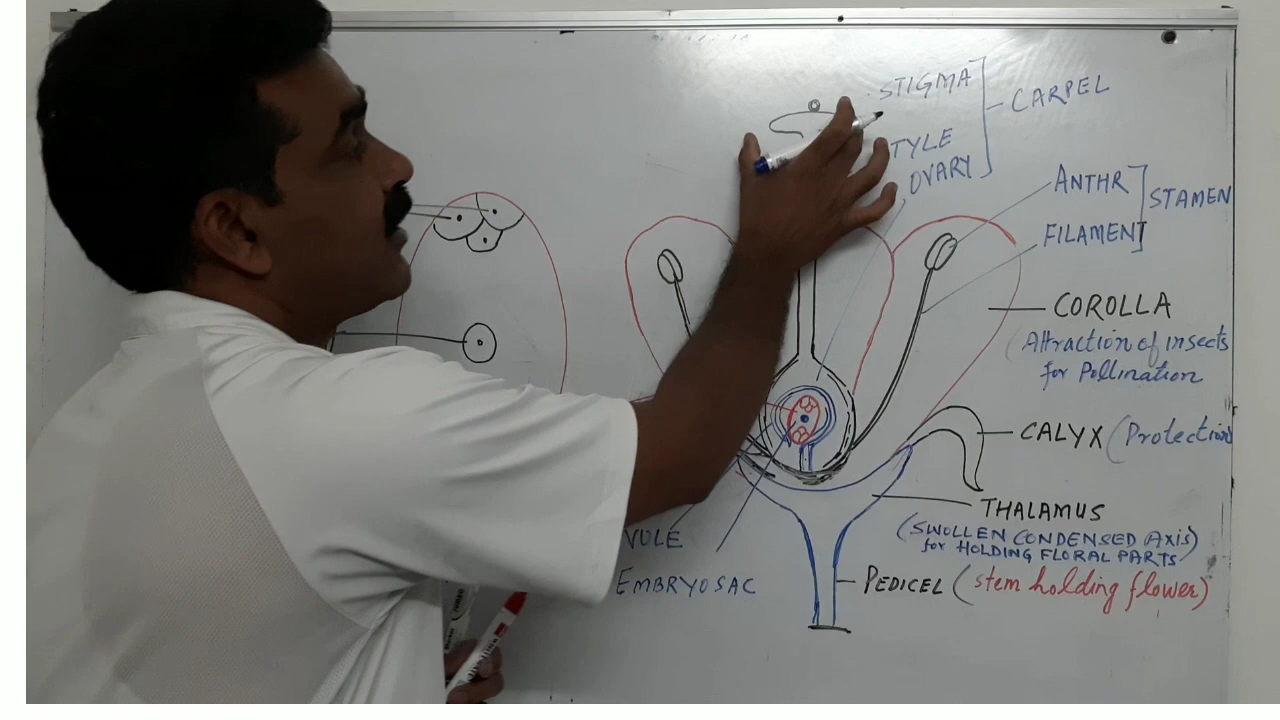 STIGMA
CARPEL
TYLE
OVARY
ANTHR
STAMEN
FILAMENT
COROLLA
(Attraction of insects
for Pollination
CALYX (Protection)
THALAMUS
(SWOLLEN CONDENSED AXIS)
for HOLDING FLORAL PARTS
VULE
EMBRYOSAC
PEDICEL (stem holding flower)